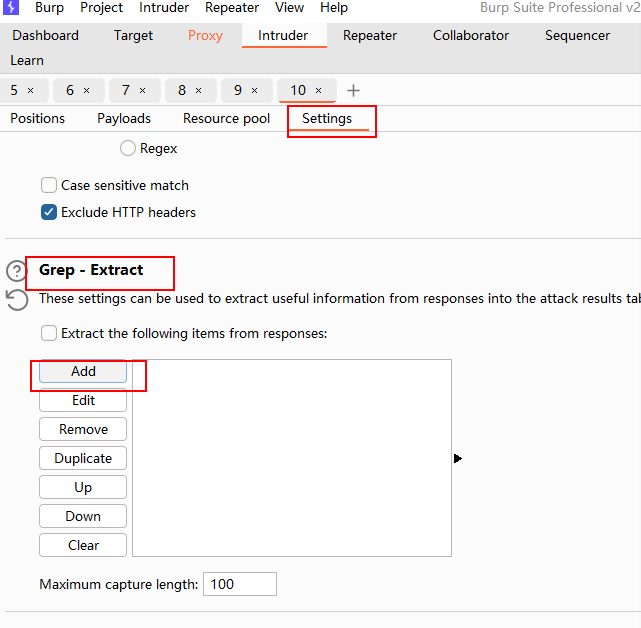 Burp Project Intruder Repeater View Help Burp Suite Professional v2
Dashboard Target Proxy Intruder Repeater Collaborator Sequencer
Learn
5 × 6 × 7 × 8 × 9 × 10 × +
Positions Payloads Resource pool Settings
Regex
Case sensitive match
Exclude HTTP headers
? Grep - Extract
These settings can be used to extract useful information from responses into the attack results tab
Extract the following items from responses:
Add
Edit
Remove
Duplicate
Up
Down
Clear
Maximum capture length: 100